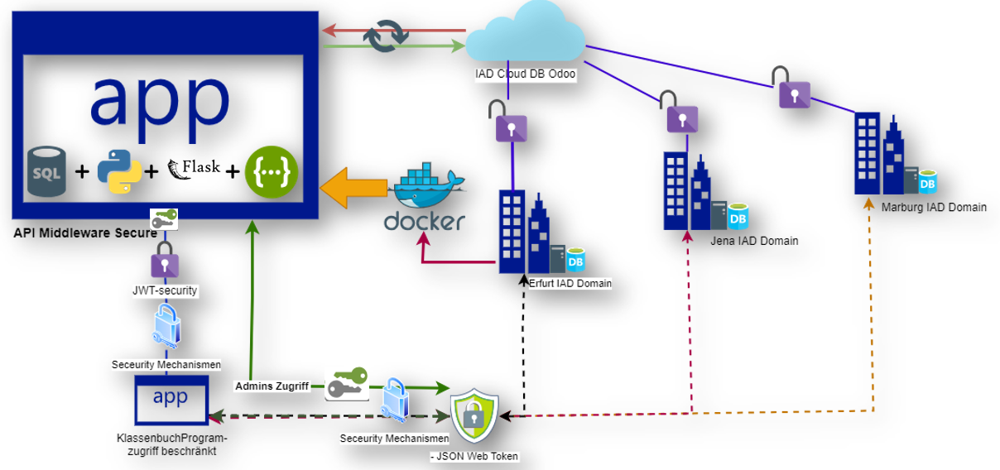 app
SQL
+
+
Flask
+
{...}
API Middleware Secure
IAD Cloud DB Odoo
docker
DB
Erfurt IAD Domain
DB
Jena IAD Domain
DB
Marburg IAD Domain
JWT-security
Seceurity Mechanismen
app
KlassenbuchProgram-
zugriff beschränkt
Admins Zugriff
Seceurity Mechanismen
- JSON Web Token